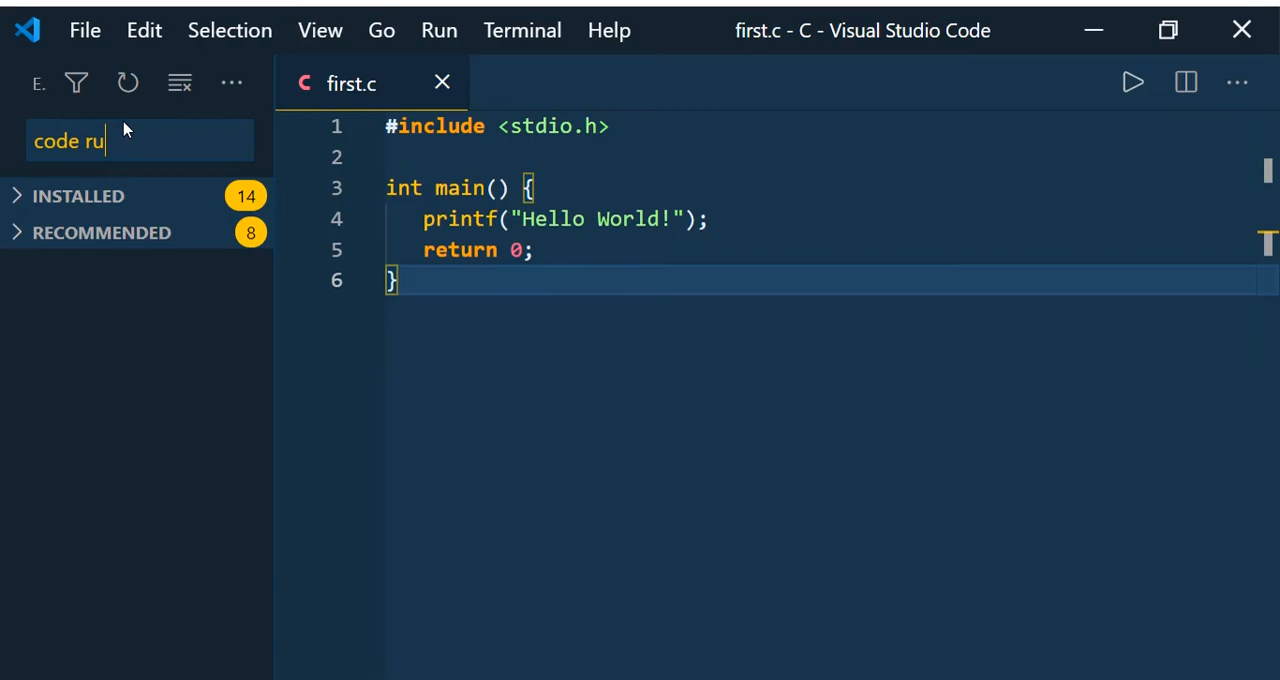 File Edit Selection View Go Run Terminal Help first.c - C - Visual Studio Code
E.
C first.c
code ru
INSTALLED 14
RECOMMENDED 8
1 #include <stdio.h>
2
3 int main() {
4 printf("Hello World!");
5 return 0;
6 }